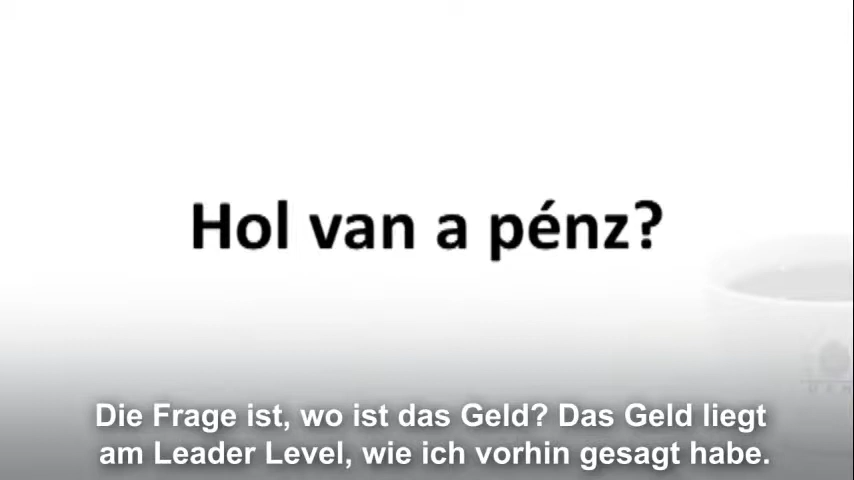 Hol van a pénz?
Die Frage ist, wo ist das Geld? Das Geld liegt
am Leader Level, wie ich vorhin gesagt habe.